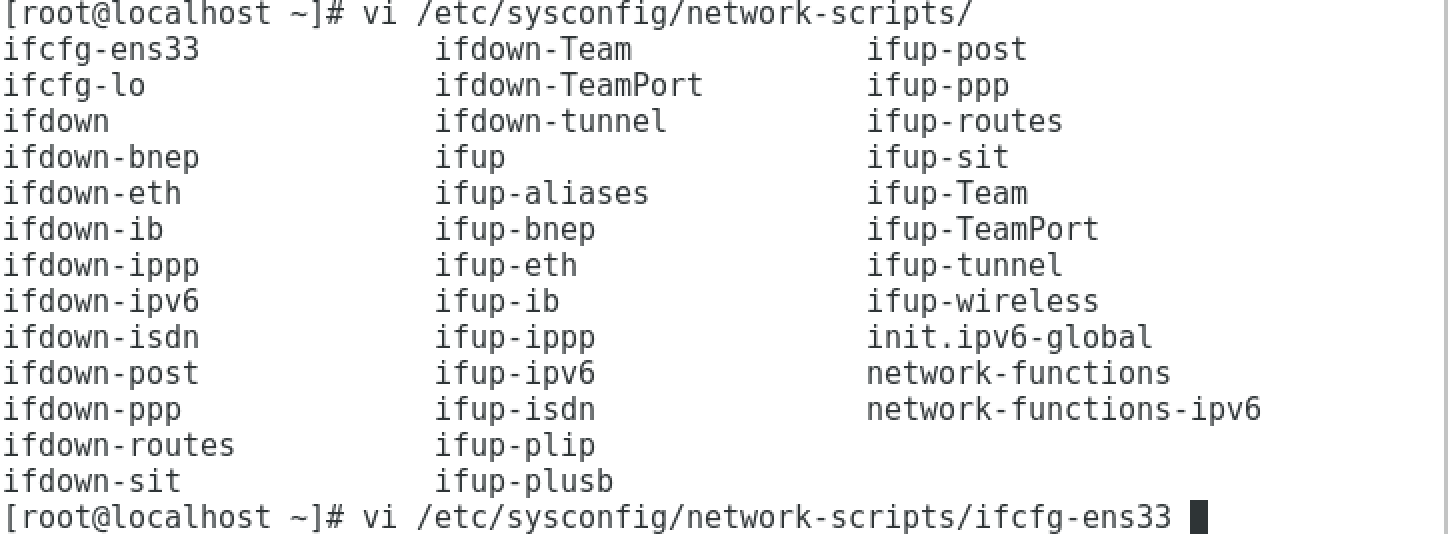 [root@localhost ~]# vi /etc/sysconfig/network-scripts/
ifcfg-ens33 ifdown-Team ifup-post
ifcfg-lo ifdown-TeamPort ifup-ppp
ifdown ifdown-tunnel ifup-routes
ifdown-bnep ifup ifup-sit
ifdown-eth ifup-aliases ifup-Team
ifdown-ib ifup-bnep ifup-TeamPort
ifdown-ippp ifup-eth ifup-tunnel
ifdown-ipv6 ifup-ib ifup-wireless
ifdown-isdn ifup-ippp init.ipv6-global
ifdown-post ifup-ipv6 network-functions
ifdown-ppp ifup-isdn network-functions-ipv6
ifdown-routes ifup-plip
ifdown-sit ifup-plusb
[root@localhost ~]# vi /etc/sysconfig/network-scripts/ifcfg-ens33